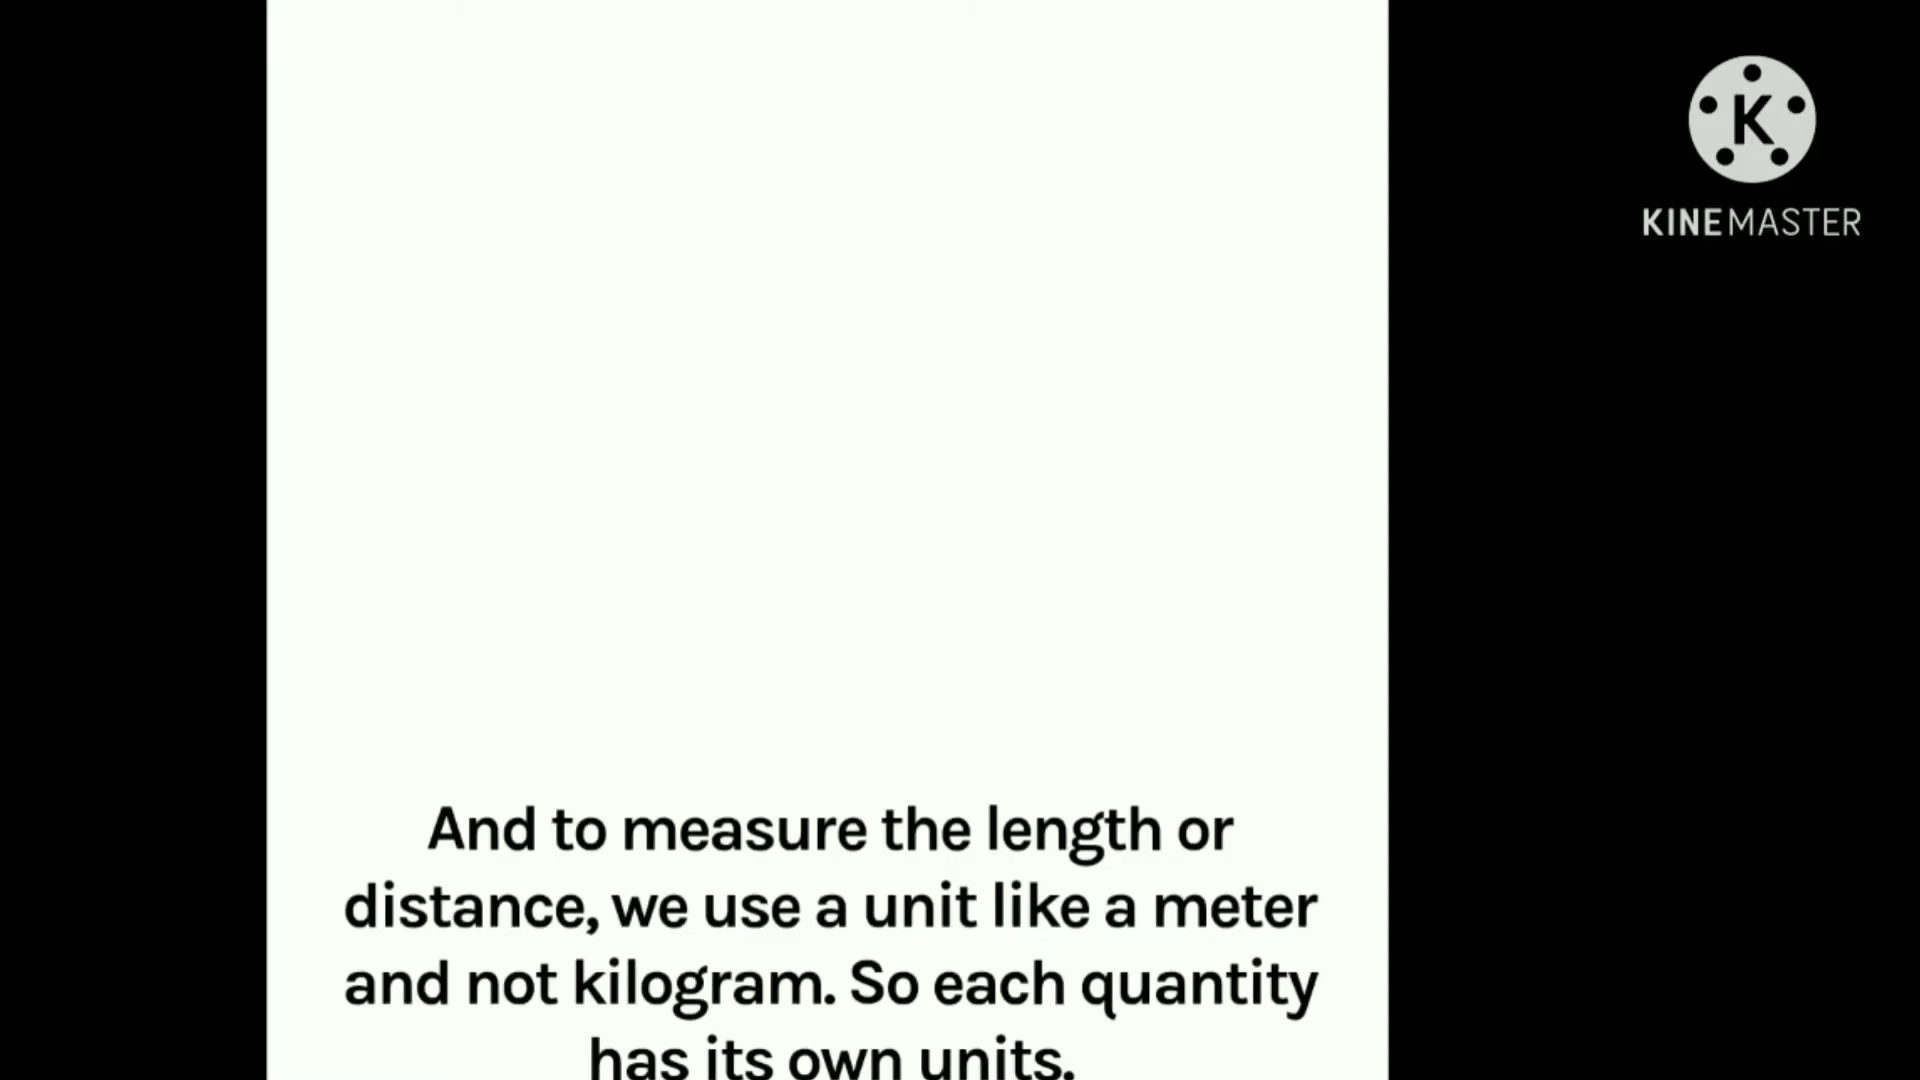 K
KINEMASTER
And to measure the length or
distance, we use a unit like a meter
and not kilogram. So each quantity
has its own units.